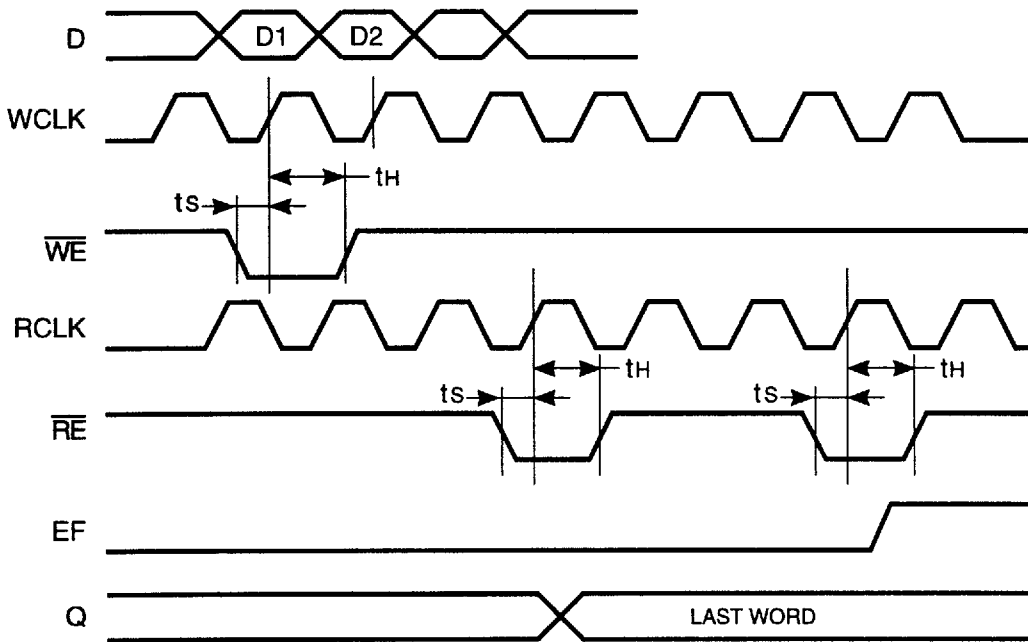 D D1 D2
WCLK
tS tH
WE
RCLK
tS tH tS tH
RE
EF
Q LAST WORD